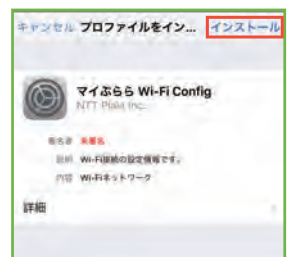 キャンセル プロファイルをイン... インストール
マイぷらら Wi-Fi Config
NTT Plala Inc.
署名者 未署名
説明 Wi-Fi接続の設定情報です。
内容 Wi-Fiネットワーク
詳細